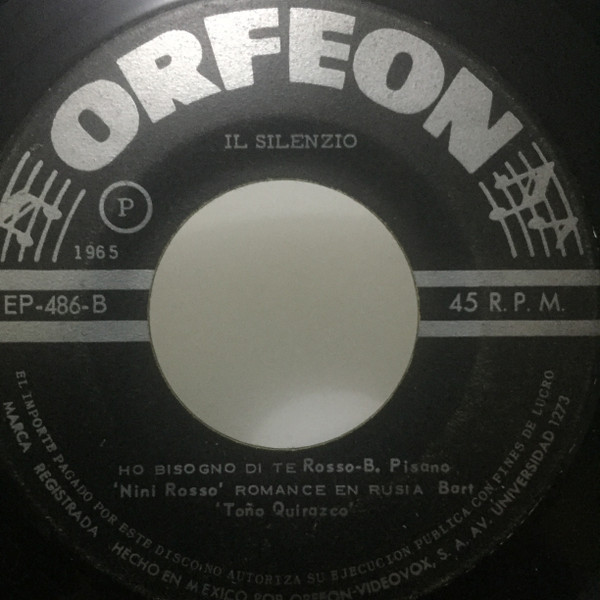 ORFEON
IL SILENZIO
P
1965
EP-486-B
45 R.P.M.
HO BISOGNO DI TE Rosso-B. Pisano
'Nini Rosso' ROMANCE EN RUSIA Bart
'Toño Quirazco'
EL IMPORTE PAGADO POR ESTE DISCO NO AUTORIZA SU EJECUCION PUBLICA CON FINES DE LUCRO
MARCA REGISTRADA HECHO EN MEXICO POR ORFEON-VIDEOVOX, S. A. AV. UNIVERSIDAD 1273